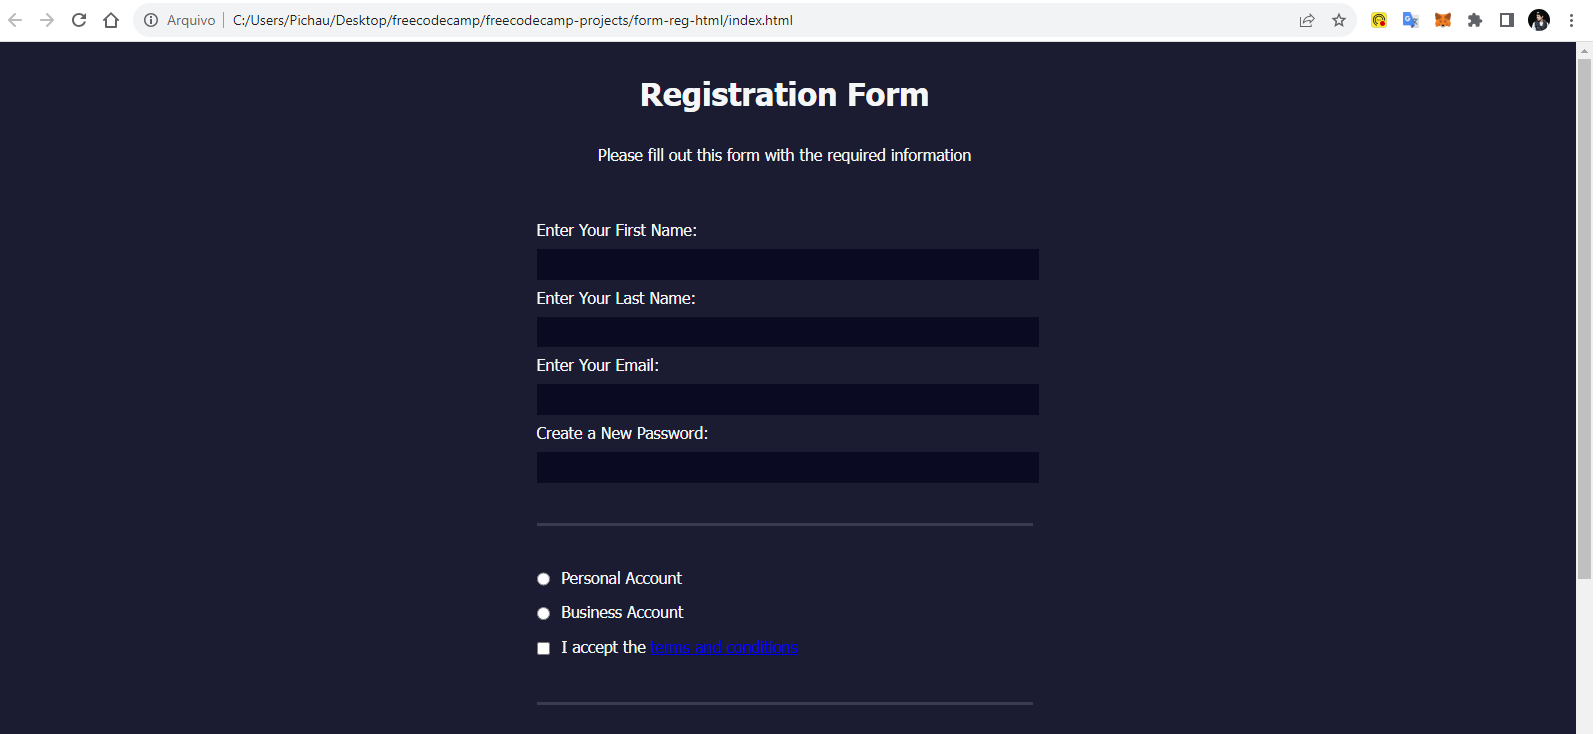 Arquivo C:/Users/Pichau/Desktop/freecodecamp/freecodecamp-projects/form-reg-html/index.html
Registration Form
Please fill out this form with the required information
Enter Your First Name:
Enter Your Last Name:
Enter Your Email:
Create a New Password:
Personal Account
Business Account
I accept the terms and conditions